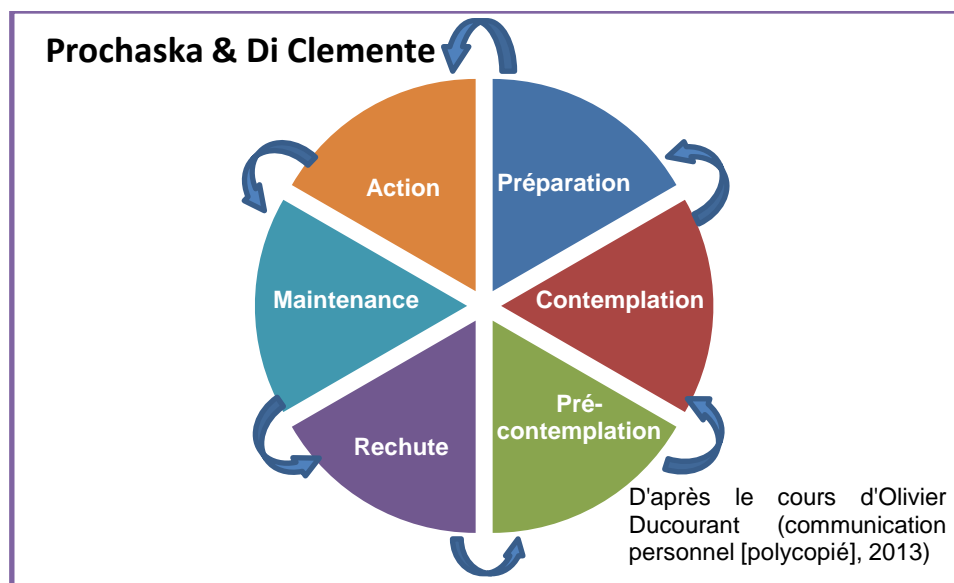 Prochaska & Di Clemente
Action
Préparation
Maintenance
Contemplation
Rechute
Pré-
contemplation
D'après le cours d'Olivier
Ducourant (communication
personnel [polycopié], 2013)